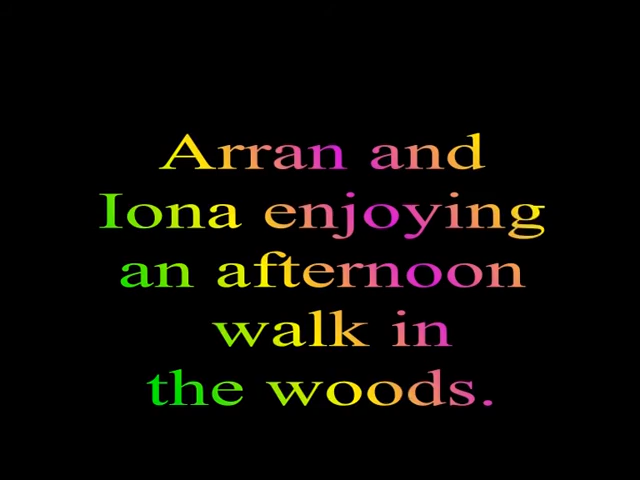 Arran and
Iona enjoying
an afternoon
walk in
the woods.